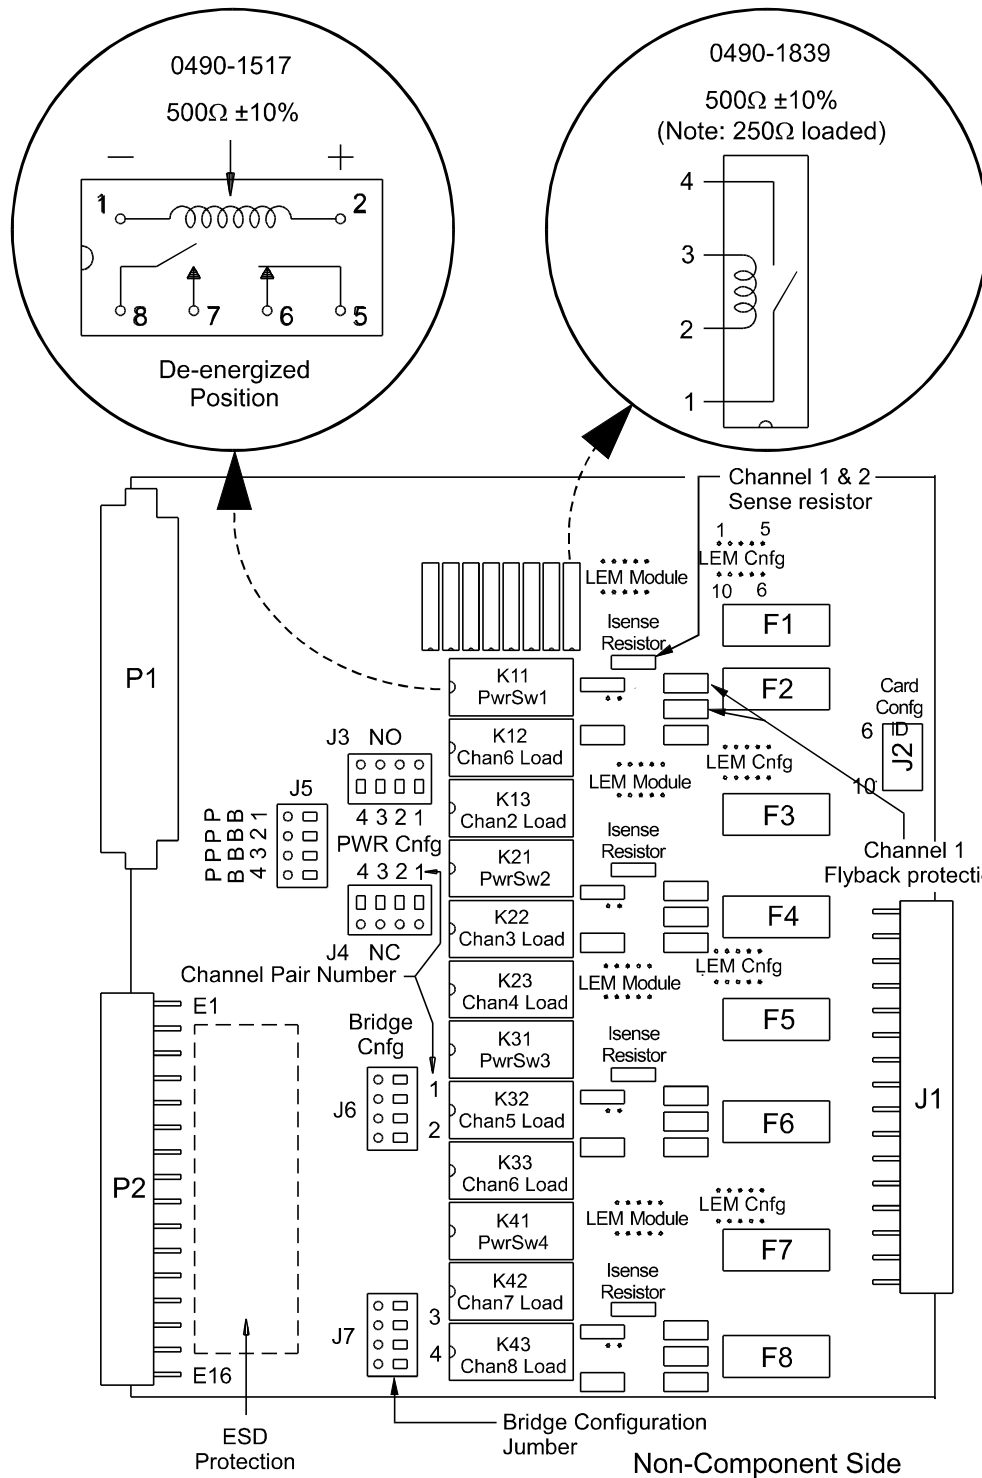 0490-1517
500Ω ±10%
— +
1 2
8 7 6 5
De-energized
Position
0490-1839
500Ω ±10%
(Note: 250Ω loaded)
4
3
2
1
Channel 1 & 2
Sense resistor
1 5
LEM Cnfg
10 6
LEM Module
Isense
Resistor
F1
F2
P1
K11
PwrSw1
K12
Chan6 Load
K13
Chan2 Load
K21
PwrSw2
K22
Chan3 Load
K23
Chan4 Load
K31
PwrSw3
K32
Chan5 Load
K33
Chan6 Load
K41
PwrSw4
K42
Chan7 Load
K43
Chan8 Load
Card
Confg
ID
6
J2
10
J3 NO
4 3 2 1
PWR Cnfg
4 3 2 1
J4 NC
J5
PPPP
BBBB
4321
Channel Pair Number
LEM Module
LEM Cnfg
F3
Isense
Resistor
Channel 1
Flyback protecti
F4
LEM Module
LEM Cnfg
F5
Isense
Resistor
F6
J1
E1
Bridge
Cnfg
J6
1
2
P2
LEM Module
LEM Cnfg
F7
Isense
Resistor
F8
J7
3
4
E16
ESD
Protection
Bridge Configuration
Jumber
Non-Component Side